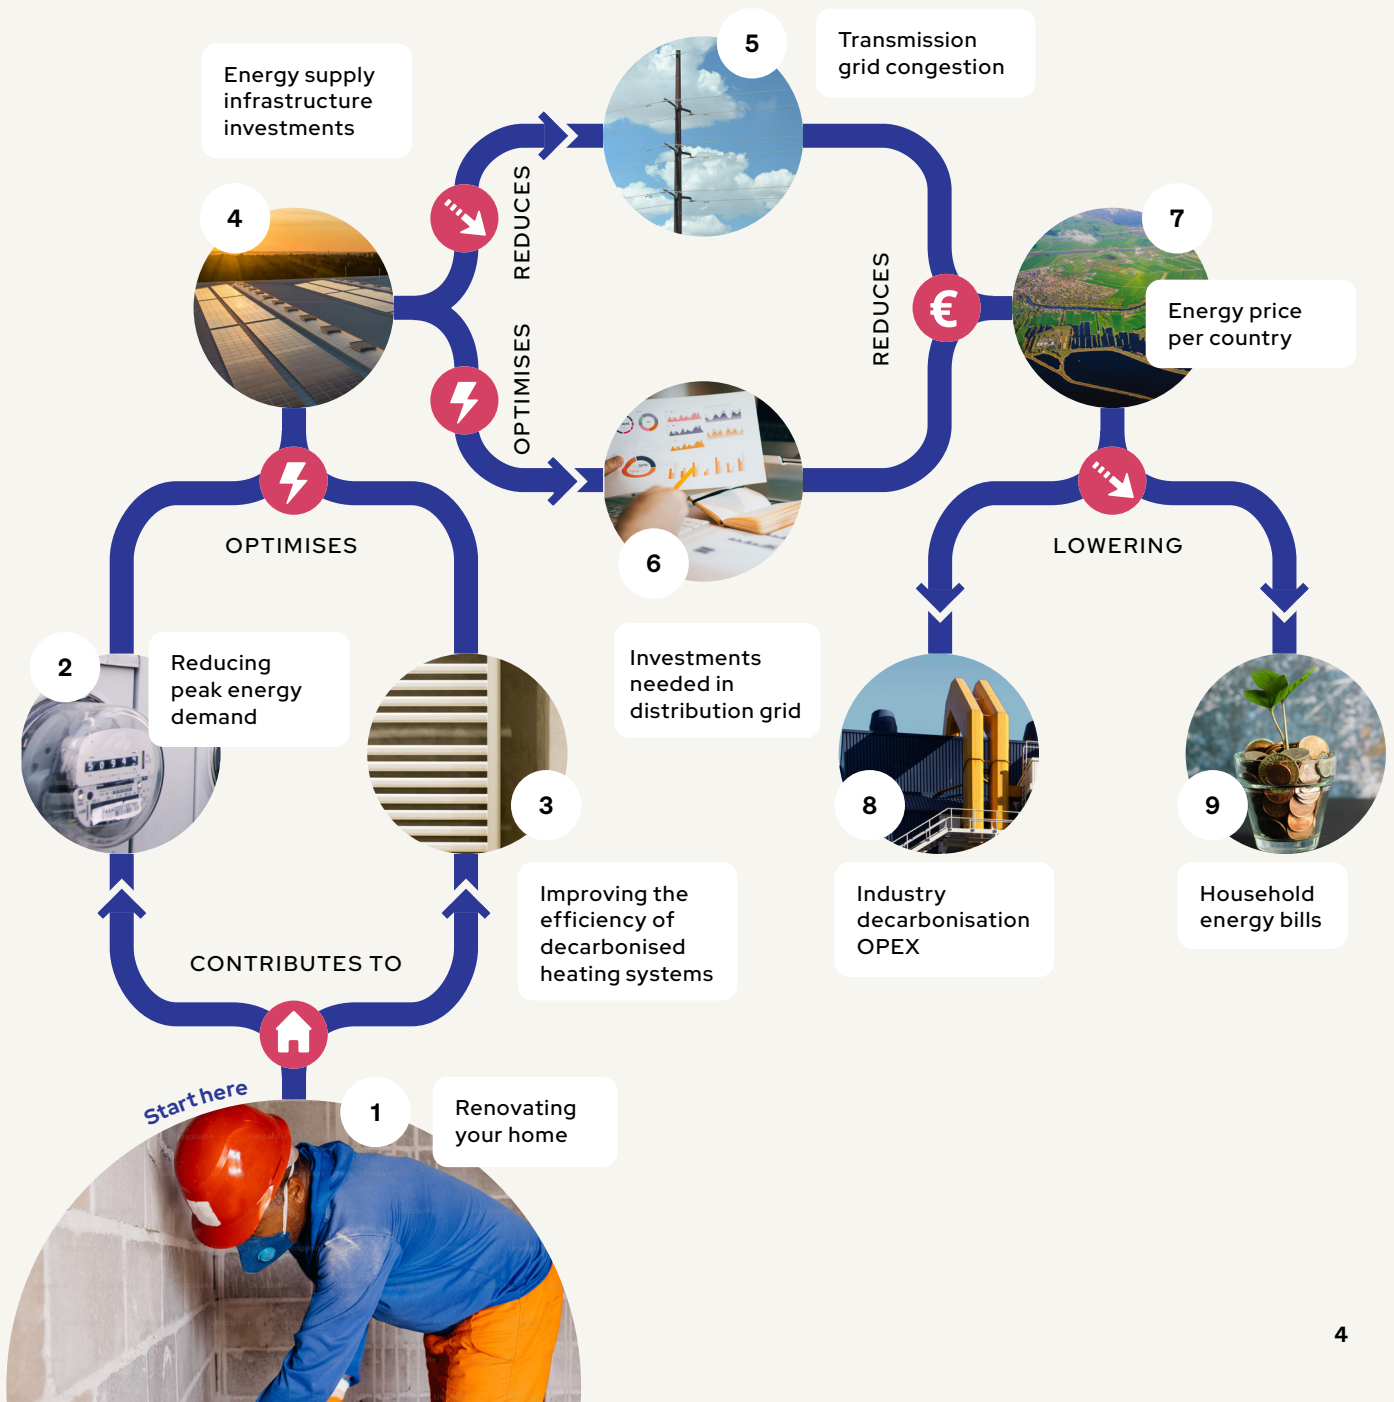 5
Transmission
grid congestion
Energy supply
infrastructure
investments
4
REDUCES
7
Energy price
per country
REDUCES
€
OPTIMISES
OPTIMISES
LOWERING
6
2
Reducing
peak energy
demand
Investments
needed in
distribution grid
3
8
9
Improving the
efficiency of
decarbonised
heating systems
Industry
decarbonisation
OPEX
Household
energy bills
CONTRIBUTES TO
Start here
1
Renovating
your home
4